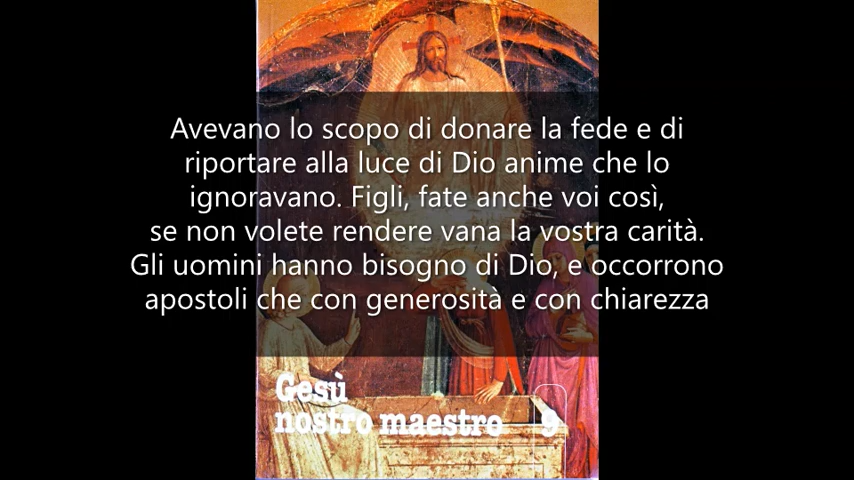 Avevano lo scopo di donare la fede e di
riportare alla luce di Dio anime che lo
ignoravano. Figli, fate anche voi così,
se non volete rendere vana la vostra carità.
Gli uomini hanno bisogno di Dio, e occorrono
apostoli che con generosità e con chiarezza
Gesù
nostro maestro 9